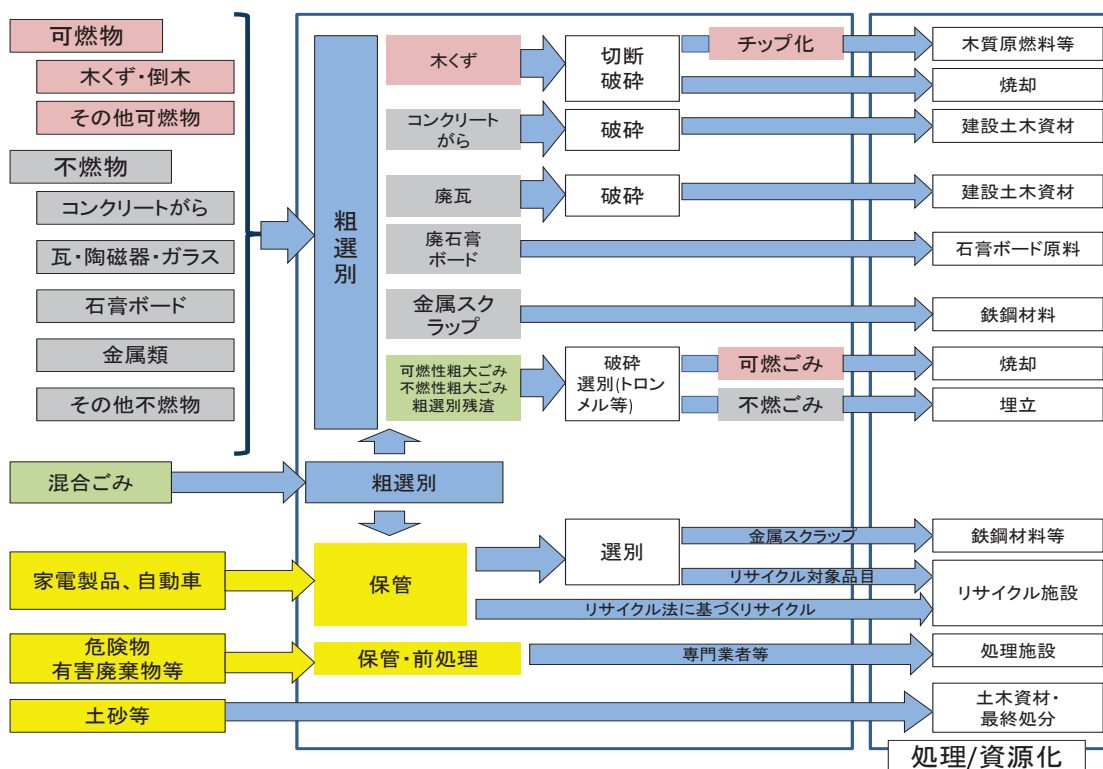 可燃物
木くず・倒木
その他可燃物
不燃物
コンクリートがら
瓦・陶磁器・ガラス
石膏ボード
金属類
その他不燃物
混合ごみ
家電製品、自動車
危険物
有害廃棄物等
土砂等
粗
選
別
木くず
コンクリート
がら
廃瓦
廃石膏
ボード
金属スク
ラップ
可燃性粗大ごみ
不燃性粗大ごみ
粗選別残渣
粗選別
保管
保管・前処理
切断
破砕
破砕
破砕
破砕
選別(トロン
メル等)
選別
チップ化
可燃ごみ
不燃ごみ
金属スクラップ
リサイクル対象品目
リサイクル法に基づくリサイクル
専門業者等
木質原燃料等
焼却
建設土木資材
建設土木資材
石膏ボード原料
鉄鋼材料
焼却
埋立
鉄鋼材料等
リサイクル施設
処理施設
土木資材・
最終処分
処理/資源化